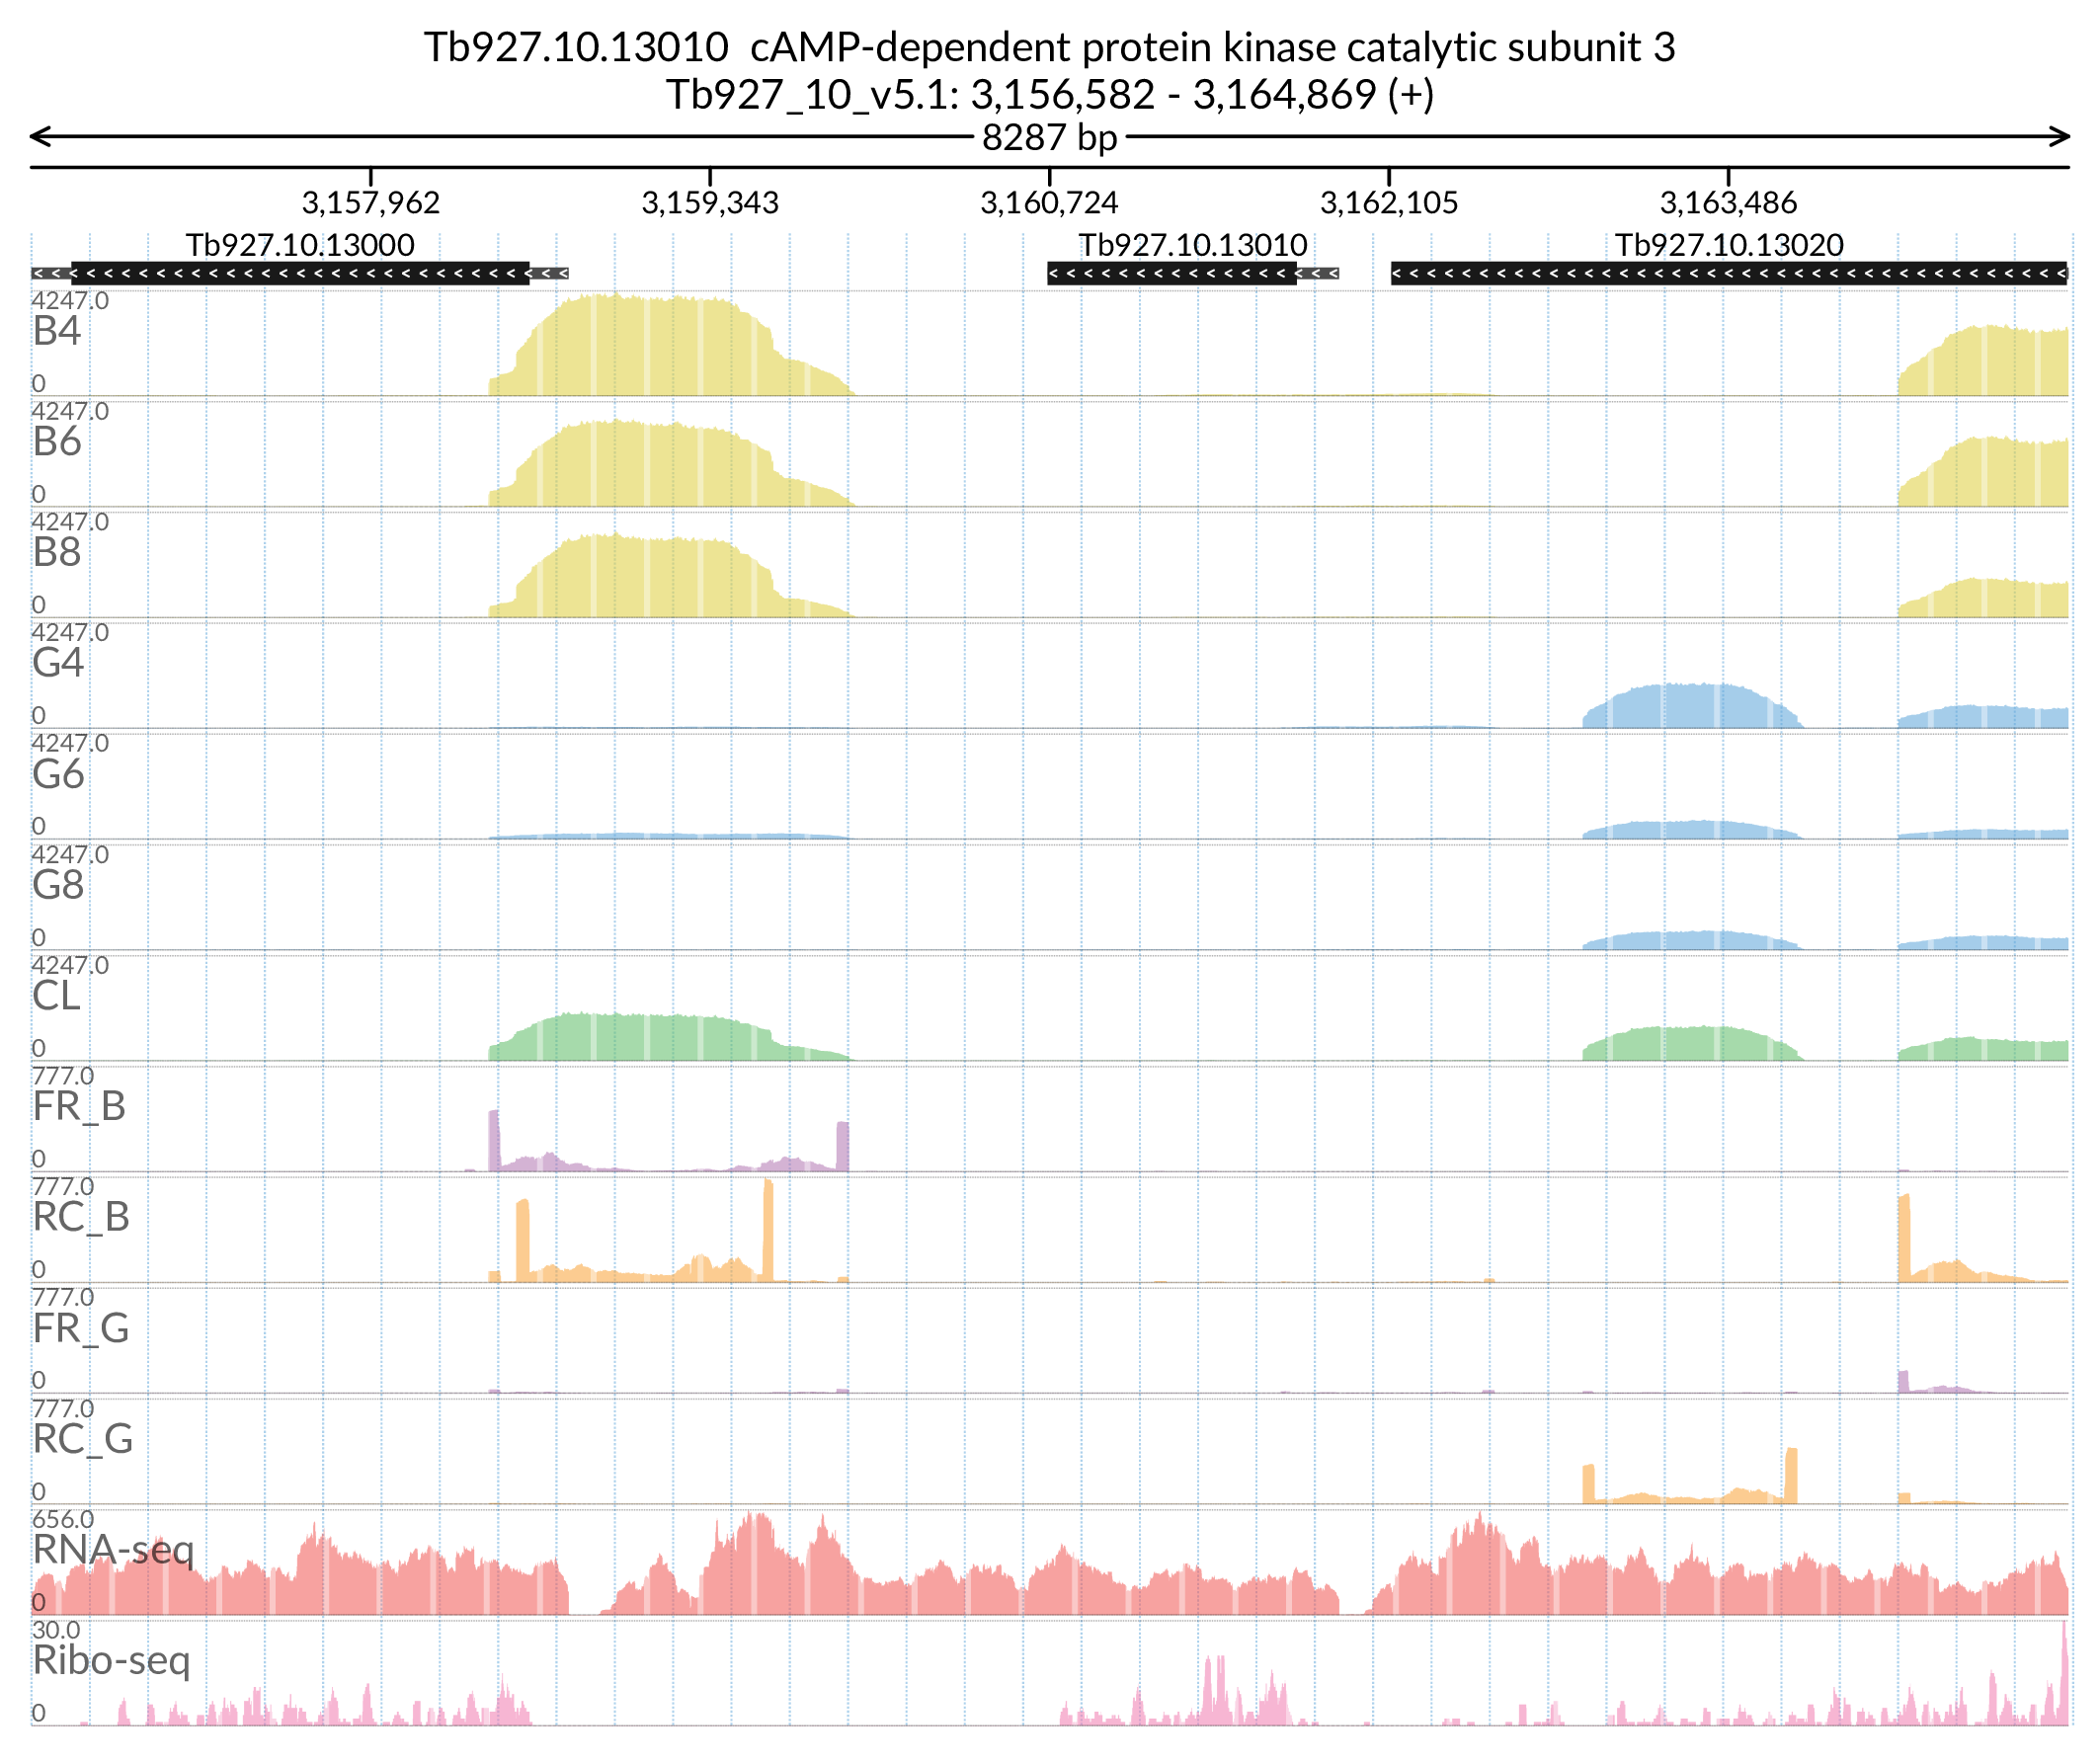 Tb927.10.13010 cAMP-dependent protein kinase catalytic subunit 3
Tb927_10_v5.1: 3,156,582 - 3,164,869 (+)
8287 bp
3,157,962 3,159,343 3,160,724 3,162,105 3,163,486
Tb927.10.13000 Tb927.10.13010 Tb927.10.13020
4247.0
B4
0
4247.0
B6
0
4247.0
B8
0
4247.0
G4
0
4247.0
G6
0
4247.0
G8
0
4247.0
CL
0
777.0
FR_B
0
777.0
RC_B
0
777.0
FR_G
0
777.0
RC_G
0
656.0
RNA-seq
0
30.0
Ribo-seq
0